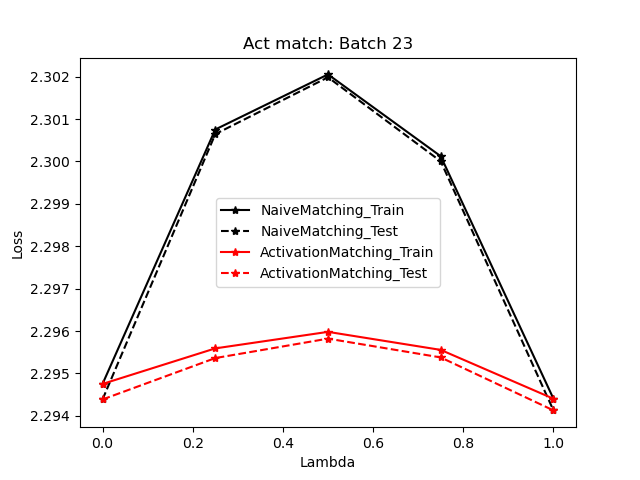 Act match: Batch 23
2.302
2.301
2.300
2.299
2.298
2.297
2.296
2.295
2.294
Loss
NaiveMatching_Train
NaiveMatching_Test
ActivationMatching_Train
ActivationMatching_Test
0.0 0.2 0.4 0.6 0.8 1.0
Lambda